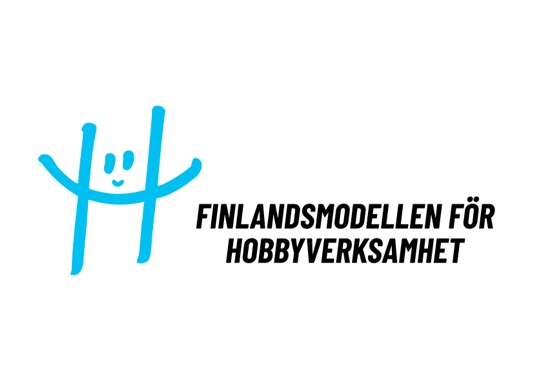 FINLANDSMODELLEN FÖR
HOBBYVERKSAMHET